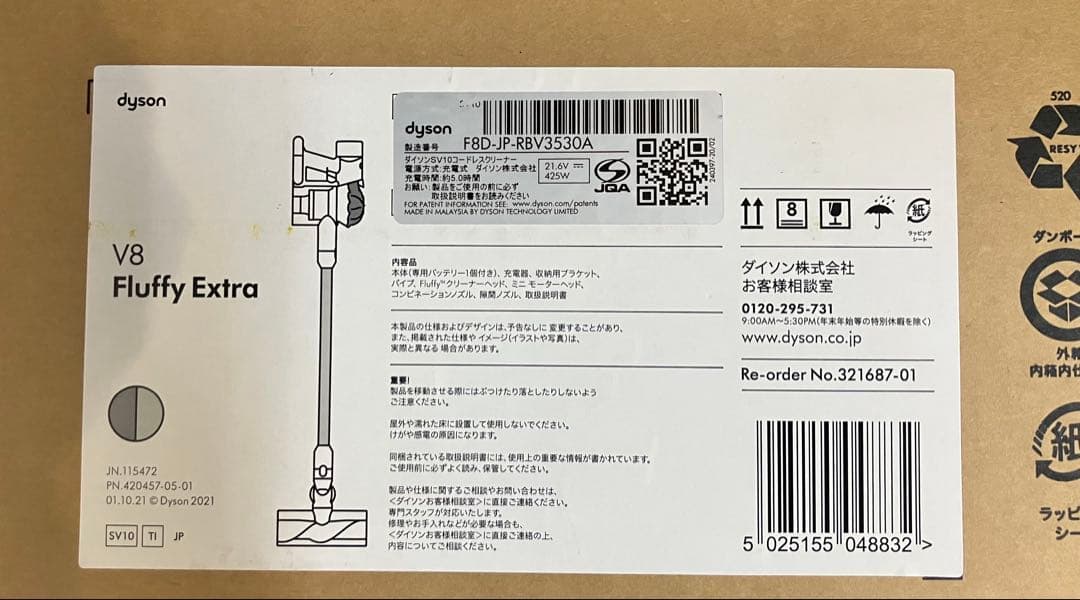 dyson
V8
Fluffy Extra
JN.115472
PN.420457-05-01
01.10.21 © Dyson 2021
SV10 TI JP
dyson
製造番号 F8D-JP-RBV3530A
ダイソンSV10コードレスクリーナー
電源方式:充電式 ダイソン株式会社
充電時間:約5.0時間
お願い:製品をご使用の前に必ず
取扱説明書をお読みください
21.6V
425W
JQA
240397-20/02
FOR PATENT INFORMATION SEE: www.dyson.com/patents
MADE IN MALAYSIA BY DYSON TECHNOLOGY LIMITED
内容品
本体(専用バッテリー1個付き)、充電器、収納用ブラケット、
パイプ、Fluffy™クリーナーヘッド、ミニ モーターヘッド、
コンビネーションノズル、隙間ノズル、取扱説明書
本製品の仕様およびデザインは、予告なしに変更することがあり、
また、掲載された仕様やイメージ(イラストや写真)は、
実際と異なる場合があります。
重要!
製品を移動させる際にはぶつけたり落としたりしないよう
ご注意ください。
屋外や濡れた床に設置して使用しないでください。
けがや感電の原因になります。
同梱されている取扱説明書には、使用上の重要な情報が書かれています。
ご使用前に必ずよく読み、保管してください。
製品や仕様に関するご相談やお問い合わせは、
<ダイソンお客様相談室>に直接ご連絡ください。
専門スタッフが対応いたします。
修理やお手入れなどが必要な場合も、
<ダイソンお客様相談室>に直接ご連絡の上、
内容についてご相談ください。
8
紙
ラッピング
シート
ダイソン株式会社
お客様相談室
0120-295-731
9:00AM～5:30PM(年末年始等の特別休暇を除く)
www.dyson.co.jp
Re-order No.321687-01
5 025155 048832 >
520
RESY
ダンボー
外
内箱内仕
紙
ラッピ
シー